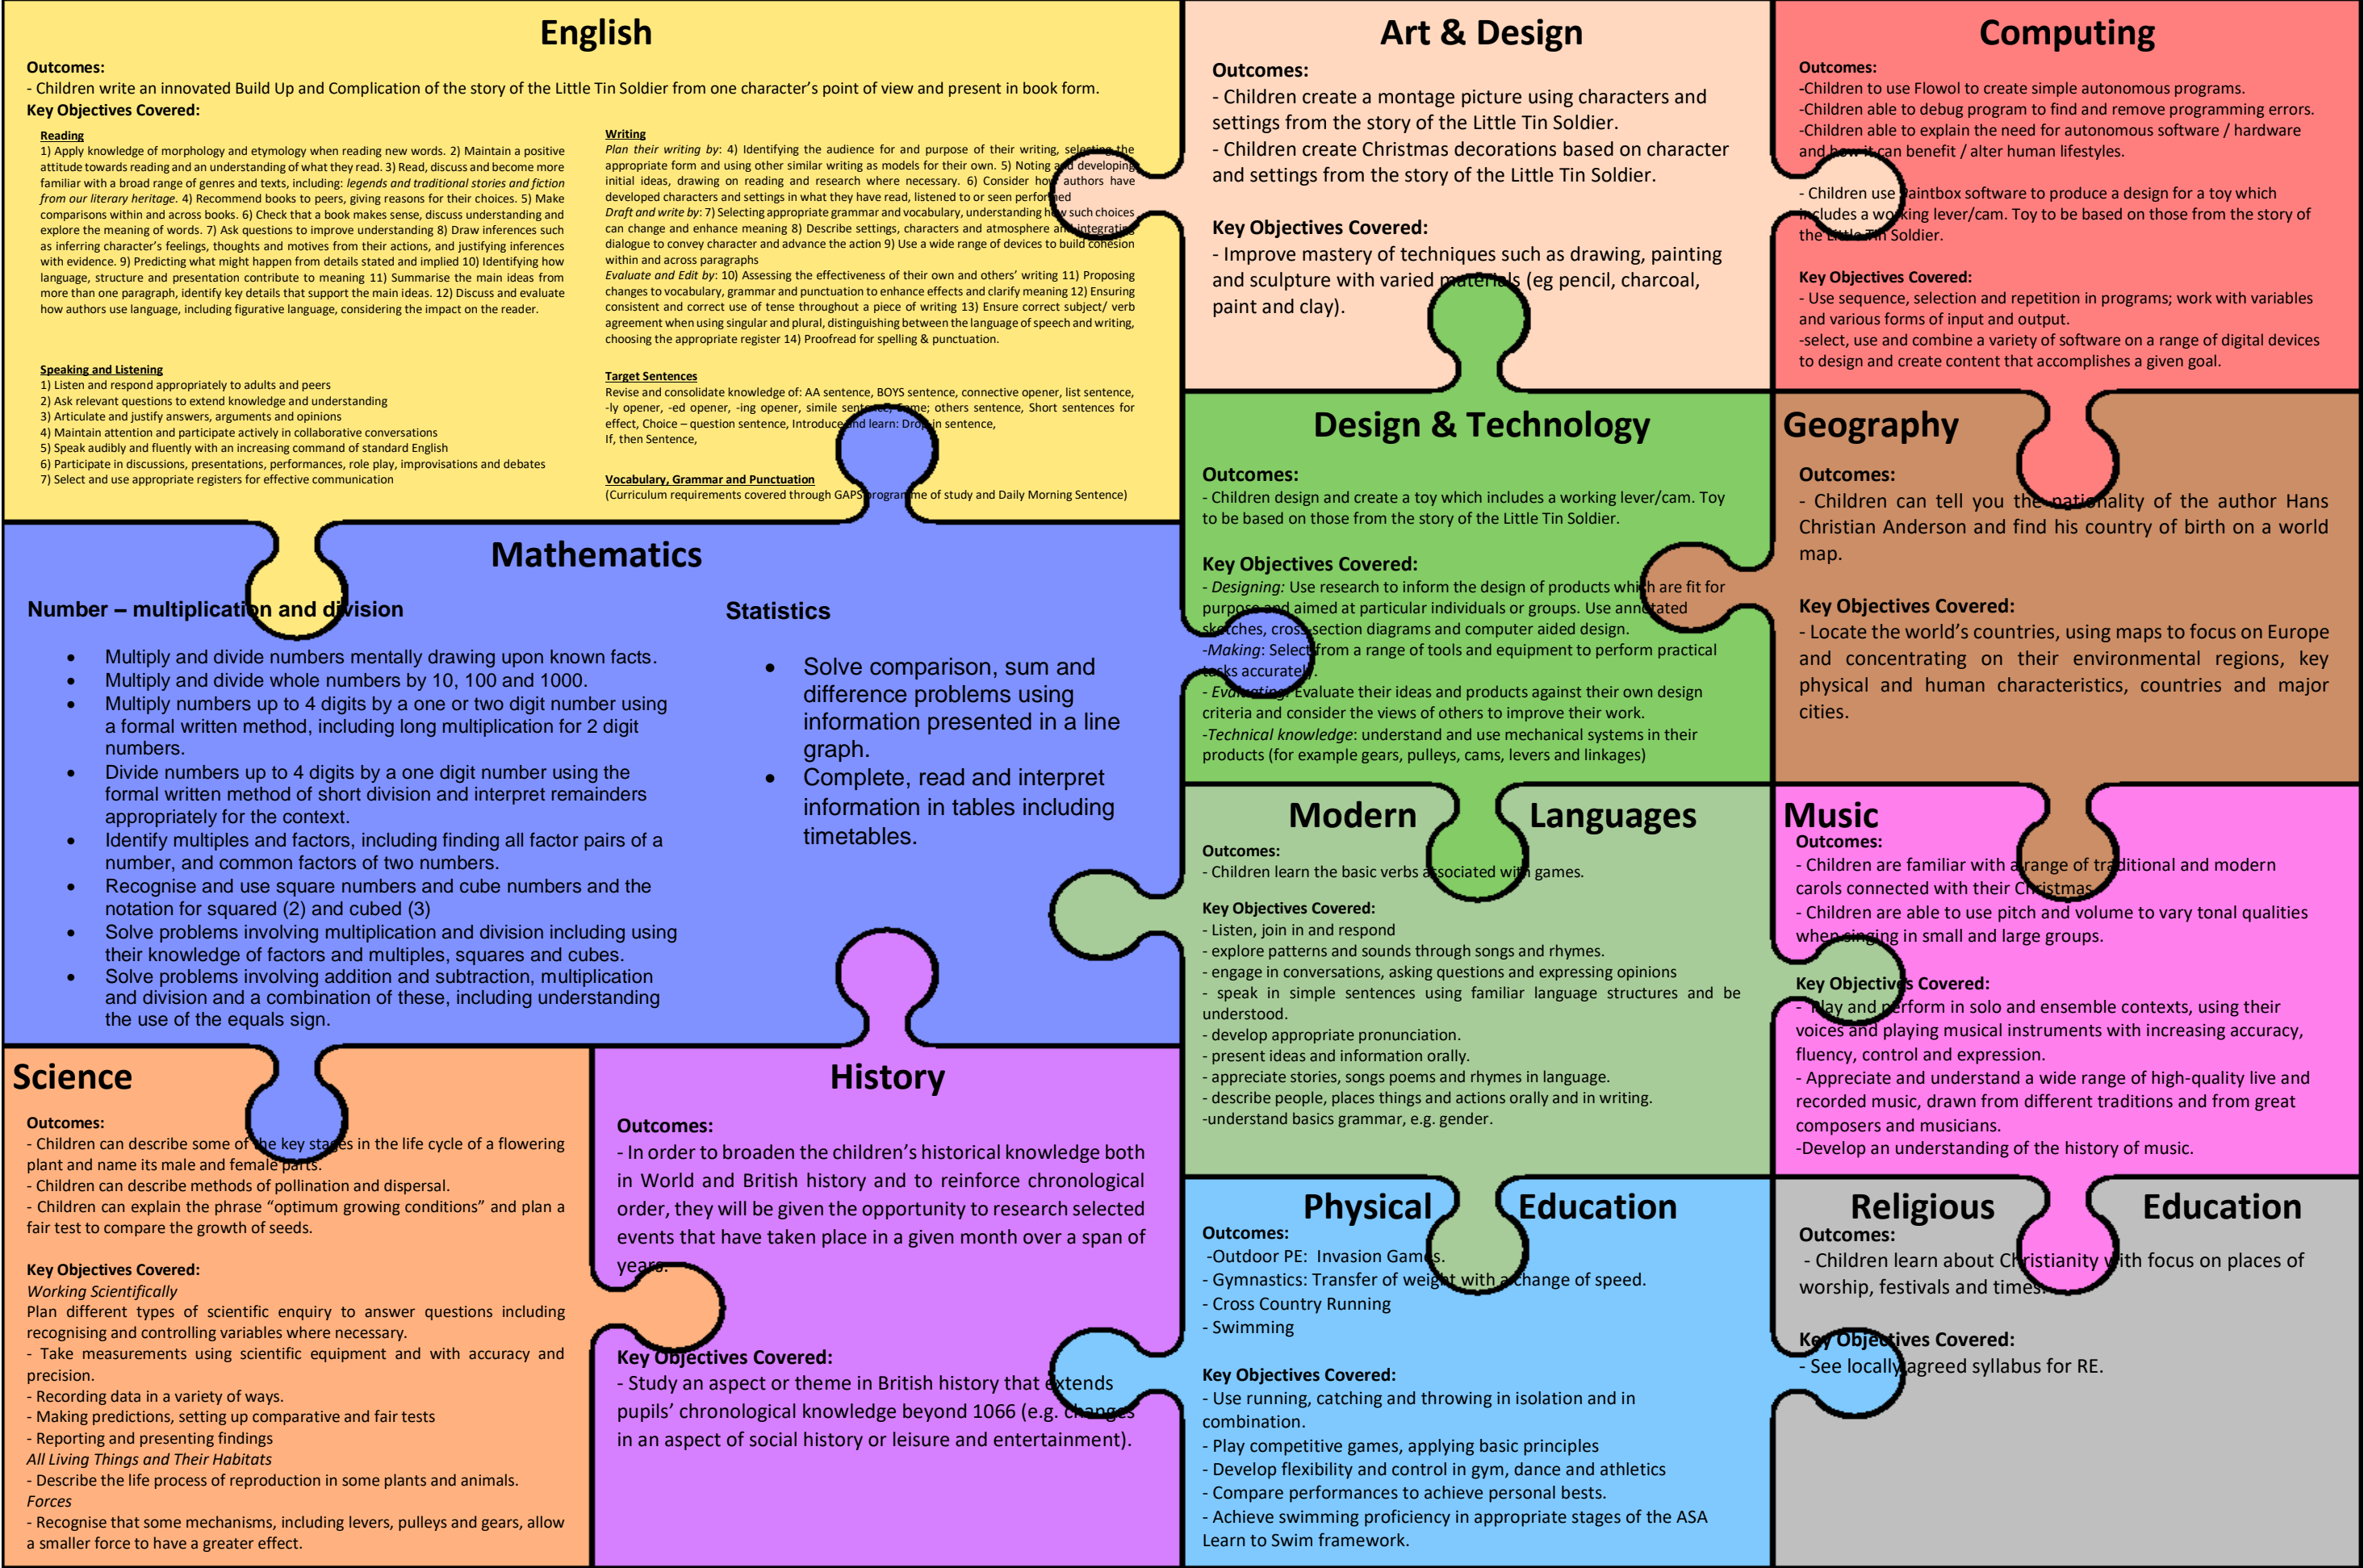 English
Outcomes:
- Children write an innovated Build Up and Complication of the story of the Little Tin Soldier from one character’s point of view and present in book form.
Key Objectives Covered:
Reading
1) Apply knowledge of morphology and etymology when reading new words. 2) Maintain a positive
attitude towards reading and an understanding of what they read. 3) Read, discuss and become more
familiar with a broad range of genres and texts, including: legends and traditional stories and fiction
from our literary heritage. 4) Recommend books to peers, giving reasons for their choices. 5) Make
comparisons within and across books. 6) Check that a book makes sense, discuss understanding and
explore the meaning of words. 7) Ask questions to improve understanding 8) Draw inferences such
as inferring character’s feelings, thoughts and motives from their actions, and justifying inferences
with evidence. 9) Predicting what might happen from details stated and implied 10) Identifying how
language, structure and presentation contribute to meaning 11) Summarise the main ideas from
more than one paragraph, identify key details that support the main ideas. 12) Discuss and evaluate
how authors use language, including figurative language, considering the impact on the reader.
Speaking and Listening
1) Listen and respond appropriately to adults and peers
2) Ask relevant questions to extend knowledge and understanding
3) Articulate and justify answers, arguments and opinions
4) Maintain attention and participate actively in collaborative conversations
5) Speak audibly and fluently with an increasing command of standard English
6) Participate in discussions, presentations, performances, role play, improvisations and debates
7) Select and use appropriate registers for effective communication
Writing
Plan their writing by: 4) Identifying the audience for and purpose of their writing, selecting the
appropriate form and using other similar writing as models for their own. 5) Noting and developing
initial ideas, drawing on reading and research where necessary. 6) Consider how authors have
developed characters and settings in what they have read, listened to or seen performed
Draft and write by: 7) Selecting appropriate grammar and vocabulary, understanding how such choices
can change and enhance meaning 8) Describe settings, characters and atmosphere and integrating
dialogue to convey character and advance the action 9) Use a wide range of devices to build cohesion
within and across paragraphs
Evaluate and Edit by: 10) Assessing the effectiveness of their own and others’ writing 11) Proposing
changes to vocabulary, grammar and punctuation to enhance effects and clarify meaning 12) Ensuring
consistent and correct use of tense throughout a piece of writing 13) Ensure correct subject/ verb
agreement when using singular and plural, distinguishing between the language of speech and writing,
choosing the appropriate register 14) Proofread for spelling & punctuation.
Target Sentences
Revise and consolidate knowledge of: AA sentence, BOYS sentence, connective opener, list sentence,
-ly opener, -ed opener, -ing opener, simile sentence, Some; others sentence, Short sentences for
effect, Choice – question sentence, Introduce and learn: Drop-in sentence,
If, then Sentence,
Vocabulary, Grammar and Punctuation
(Curriculum requirements covered through GAPS programme of study and Daily Morning Sentence)
Art & Design
Outcomes:
- Children create a montage picture using characters and
settings from the story of the Little Tin Soldier.
- Children create Christmas decorations based on character
and settings from the story of the Little Tin Soldier.
Key Objectives Covered:
- Improve mastery of techniques such as drawing, painting
and sculpture with varied materials (eg pencil, charcoal,
paint and clay).
Computing
Outcomes:
-Children to use Flowol to create simple autonomous programs.
-Children able to debug program to find and remove programming errors.
-Children able to explain the need for autonomous software / hardware
and how it can benefit / alter human lifestyles.
- Children use Paintbox software to produce a design for a toy which
includes a working lever/cam. Toy to be based on those from the story of
the Little Tin Soldier.
Key Objectives Covered:
- Use sequence, selection and repetition in programs; work with variables
and various forms of input and output.
-select, use and combine a variety of software on a range of digital devices
to design and create content that accomplishes a given goal.
Mathematics
Number – multiplication and division
• Multiply and divide numbers mentally drawing upon known facts.
• Multiply and divide whole numbers by 10, 100 and 1000.
• Multiply numbers up to 4 digits by a one or two digit number using
a formal written method, including long multiplication for 2 digit
numbers.
• Divide numbers up to 4 digits by a one digit number using the
formal written method of short division and interpret remainders
appropriately for the context.
• Identify multiples and factors, including finding all factor pairs of a
number, and common factors of two numbers.
• Recognise and use square numbers and cube numbers and the
notation for squared (2) and cubed (3)
• Solve problems involving multiplication and division including using
their knowledge of factors and multiples, squares and cubes.
• Solve problems involving addition and subtraction, multiplication
and division and a combination of these, including understanding
the use of the equals sign.
Statistics
• Solve comparison, sum and
difference problems using
information presented in a line
graph.
• Complete, read and interpret
information in tables including
timetables.
Design & Technology
Outcomes:
- Children design and create a toy which includes a working lever/cam. Toy
to be based on those from the story of the Little Tin Soldier.
Key Objectives Covered:
- Designing: Use research to inform the design of products which are fit for
purpose and aimed at particular individuals or groups. Use annotated
sketches, cross-section diagrams and computer aided design.
-Making: Select from a range of tools and equipment to perform practical
tasks accurately.
- Evaluating: Evaluate their ideas and products against their own design
criteria and consider the views of others to improve their work.
-Technical knowledge: understand and use mechanical systems in their
products (for example gears, pulleys, cams, levers and linkages)
Geography
Outcomes:
- Children can tell you the nationality of the author Hans
Christian Anderson and find his country of birth on a world
map.
Key Objectives Covered:
- Locate the world’s countries, using maps to focus on Europe
and concentrating on their environmental regions, key
physical and human characteristics, countries and major
cities.
Modern Languages
Outcomes:
- Children learn the basic verbs associated with games.
Key Objectives Covered:
- Listen, join in and respond
- explore patterns and sounds through songs and rhymes.
- engage in conversations, asking questions and expressing opinions
- speak in simple sentences using familiar language structures and be
understood.
- develop appropriate pronunciation.
- present ideas and information orally.
- appreciate stories, songs poems and rhymes in language.
- describe people, places things and actions orally and in writing.
-understand basics grammar, e.g. gender.
Music
Outcomes:
- Children are familiar with a range of traditional and modern
carols connected with their Christmas.
- Children are able to use pitch and volume to vary tonal qualities
when singing in small and large groups.
Key Objectives Covered:
- Play and perform in solo and ensemble contexts, using their
voices and playing musical instruments with increasing accuracy,
fluency, control and expression.
- Appreciate and understand a wide range of high-quality live and
recorded music, drawn from different traditions and from great
composers and musicians.
-Develop an understanding of the history of music.
Science
Outcomes:
- Children can describe some of the key stages in the life cycle of a flowering
plant and name its male and female parts.
- Children can describe methods of pollination and dispersal.
- Children can explain the phrase “optimum growing conditions” and plan a
fair test to compare the growth of seeds.
Key Objectives Covered:
Working Scientifically
Plan different types of scientific enquiry to answer questions including
recognising and controlling variables where necessary.
- Take measurements using scientific equipment and with accuracy and
precision.
- Recording data in a variety of ways.
- Making predictions, setting up comparative and fair tests
- Reporting and presenting findings
All Living Things and Their Habitats
- Describe the life process of reproduction in some plants and animals.
Forces
- Recognise that some mechanisms, including levers, pulleys and gears, allow
a smaller force to have a greater effect.
History
Outcomes:
- In order to broaden the children’s historical knowledge both
in World and British history and to reinforce chronological
order, they will be given the opportunity to research selected
events that have taken place in a given month over a span of
years.
Key Objectives Covered:
- Study an aspect or theme in British history that extends
pupils’ chronological knowledge beyond 1066 (e.g. changes
in an aspect of social history or leisure and entertainment).
Physical Education
Outcomes:
-Outdoor PE: Invasion Games.
- Gymnastics: Transfer of weight with a change of speed.
- Cross Country Running
- Swimming
Key Objectives Covered:
- Use running, catching and throwing in isolation and in
combination.
- Play competitive games, applying basic principles
- Develop flexibility and control in gym, dance and athletics
- Compare performances to achieve personal bests.
- Achieve swimming proficiency in appropriate stages of the ASA
Learn to Swim framework.
Religious Education
Outcomes:
- Children learn about Christianity with focus on places of
worship, festivals and times.
Key Objectives Covered:
- See locally agreed syllabus for RE.